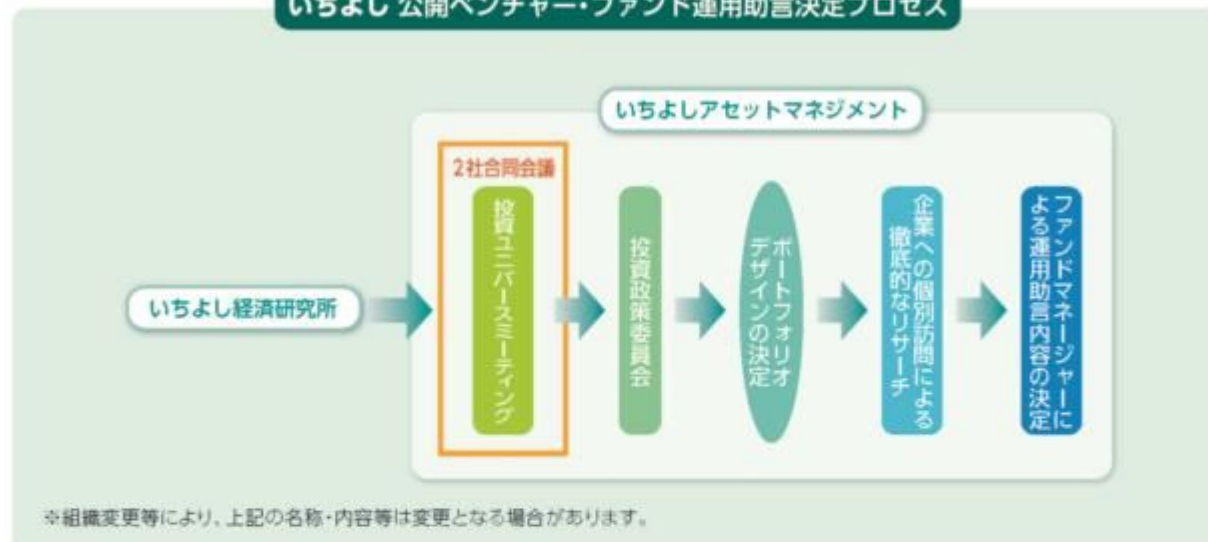 いちよし 公開ベンチャー・ファンド運用助言決定プロセス
いちよしアセットマネジメント
いちよし経済研究所
2社合同会議
投資ユニバースミーティング
投資政策委員会
ポートフォリオ
デザインの決定
企業への個別訪問による
徹底的なリサーチ
ファンドマネージャーに
よる運用助言内容の決定
※組織変更等により、上記の名称・内容等は変更となる場合があります。